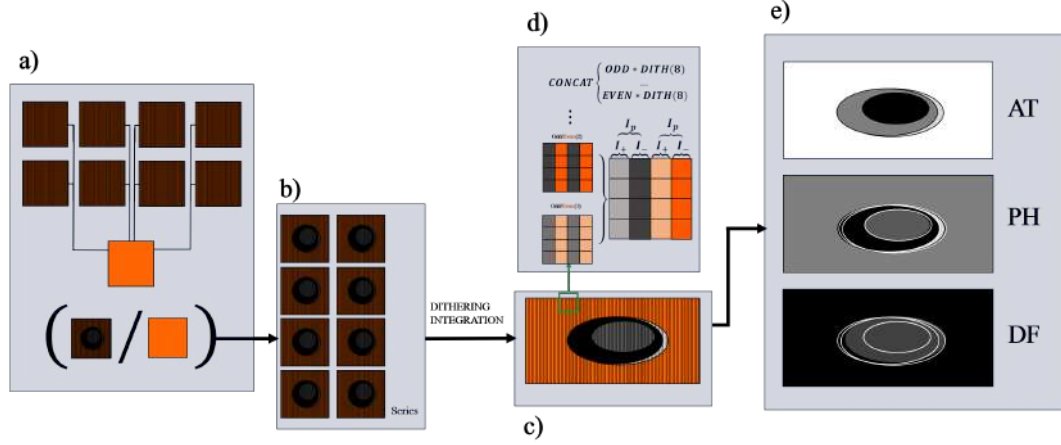 a)
( / )
b)
Series
DITHERING
INTEGRATION
c)
d)
CONCAT { ODD * DITH(8)
...
EVEN * DITH(8)
⋮
I_p I_p
I_+ I_- I_+ I_-
e)
AT
PH
DF